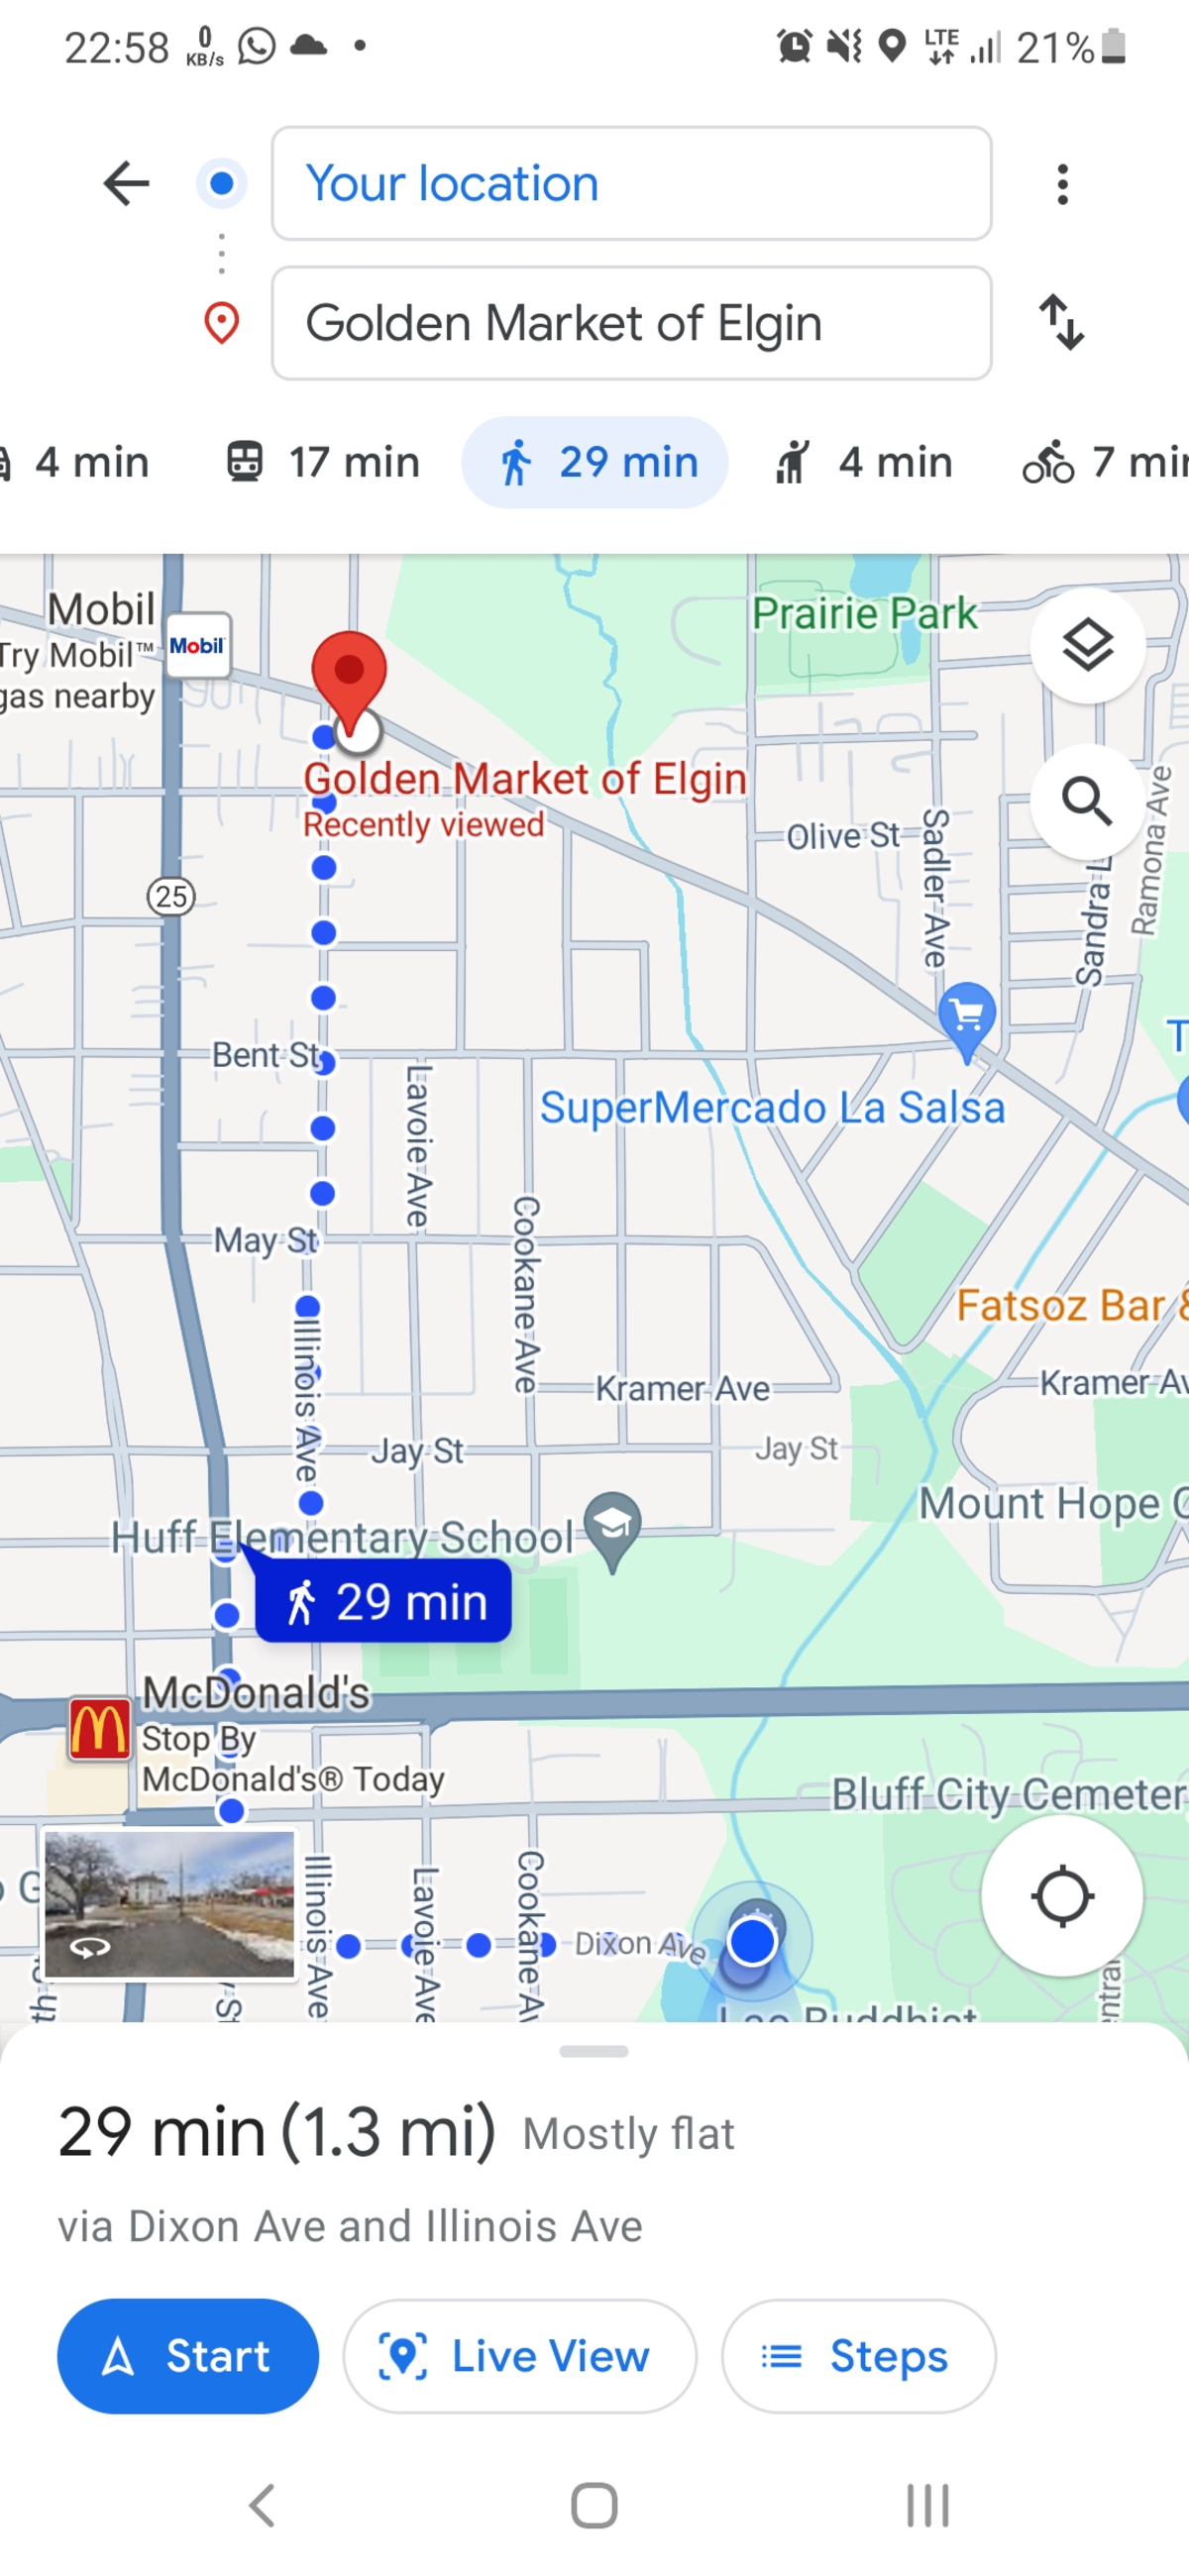 22:58 0 KB/s LTE 21%
Your location
Golden Market of Elgin
4 min 17 min 29 min 4 min 7 min
Mobil
Try Mobil™
gas nearby
Mobil
Prairie Park
Golden Market of Elgin
Recently viewed
25
Olive St
Sadler Ave
Sandra L
Ramona Ave
Bent St
Lavoie Ave
SuperMercado La Salsa
T
May St
Cookane Ave
Illinois Ave
Fatsoz Bar &
Kramer Ave
Kramer Av
Jay St
Jay St
Mount Hope C
Huff Elementary School
29 min
McDonald's
Stop By
McDonald's® Today
Bluff City Cemeter
Illinois Ave
Lavoie Ave
Cookane Av
Dixon Ave
Lao Buddhist
29 min (1.3 mi) Mostly flat
via Dixon Ave and Illinois Ave
Start
Live View
Steps